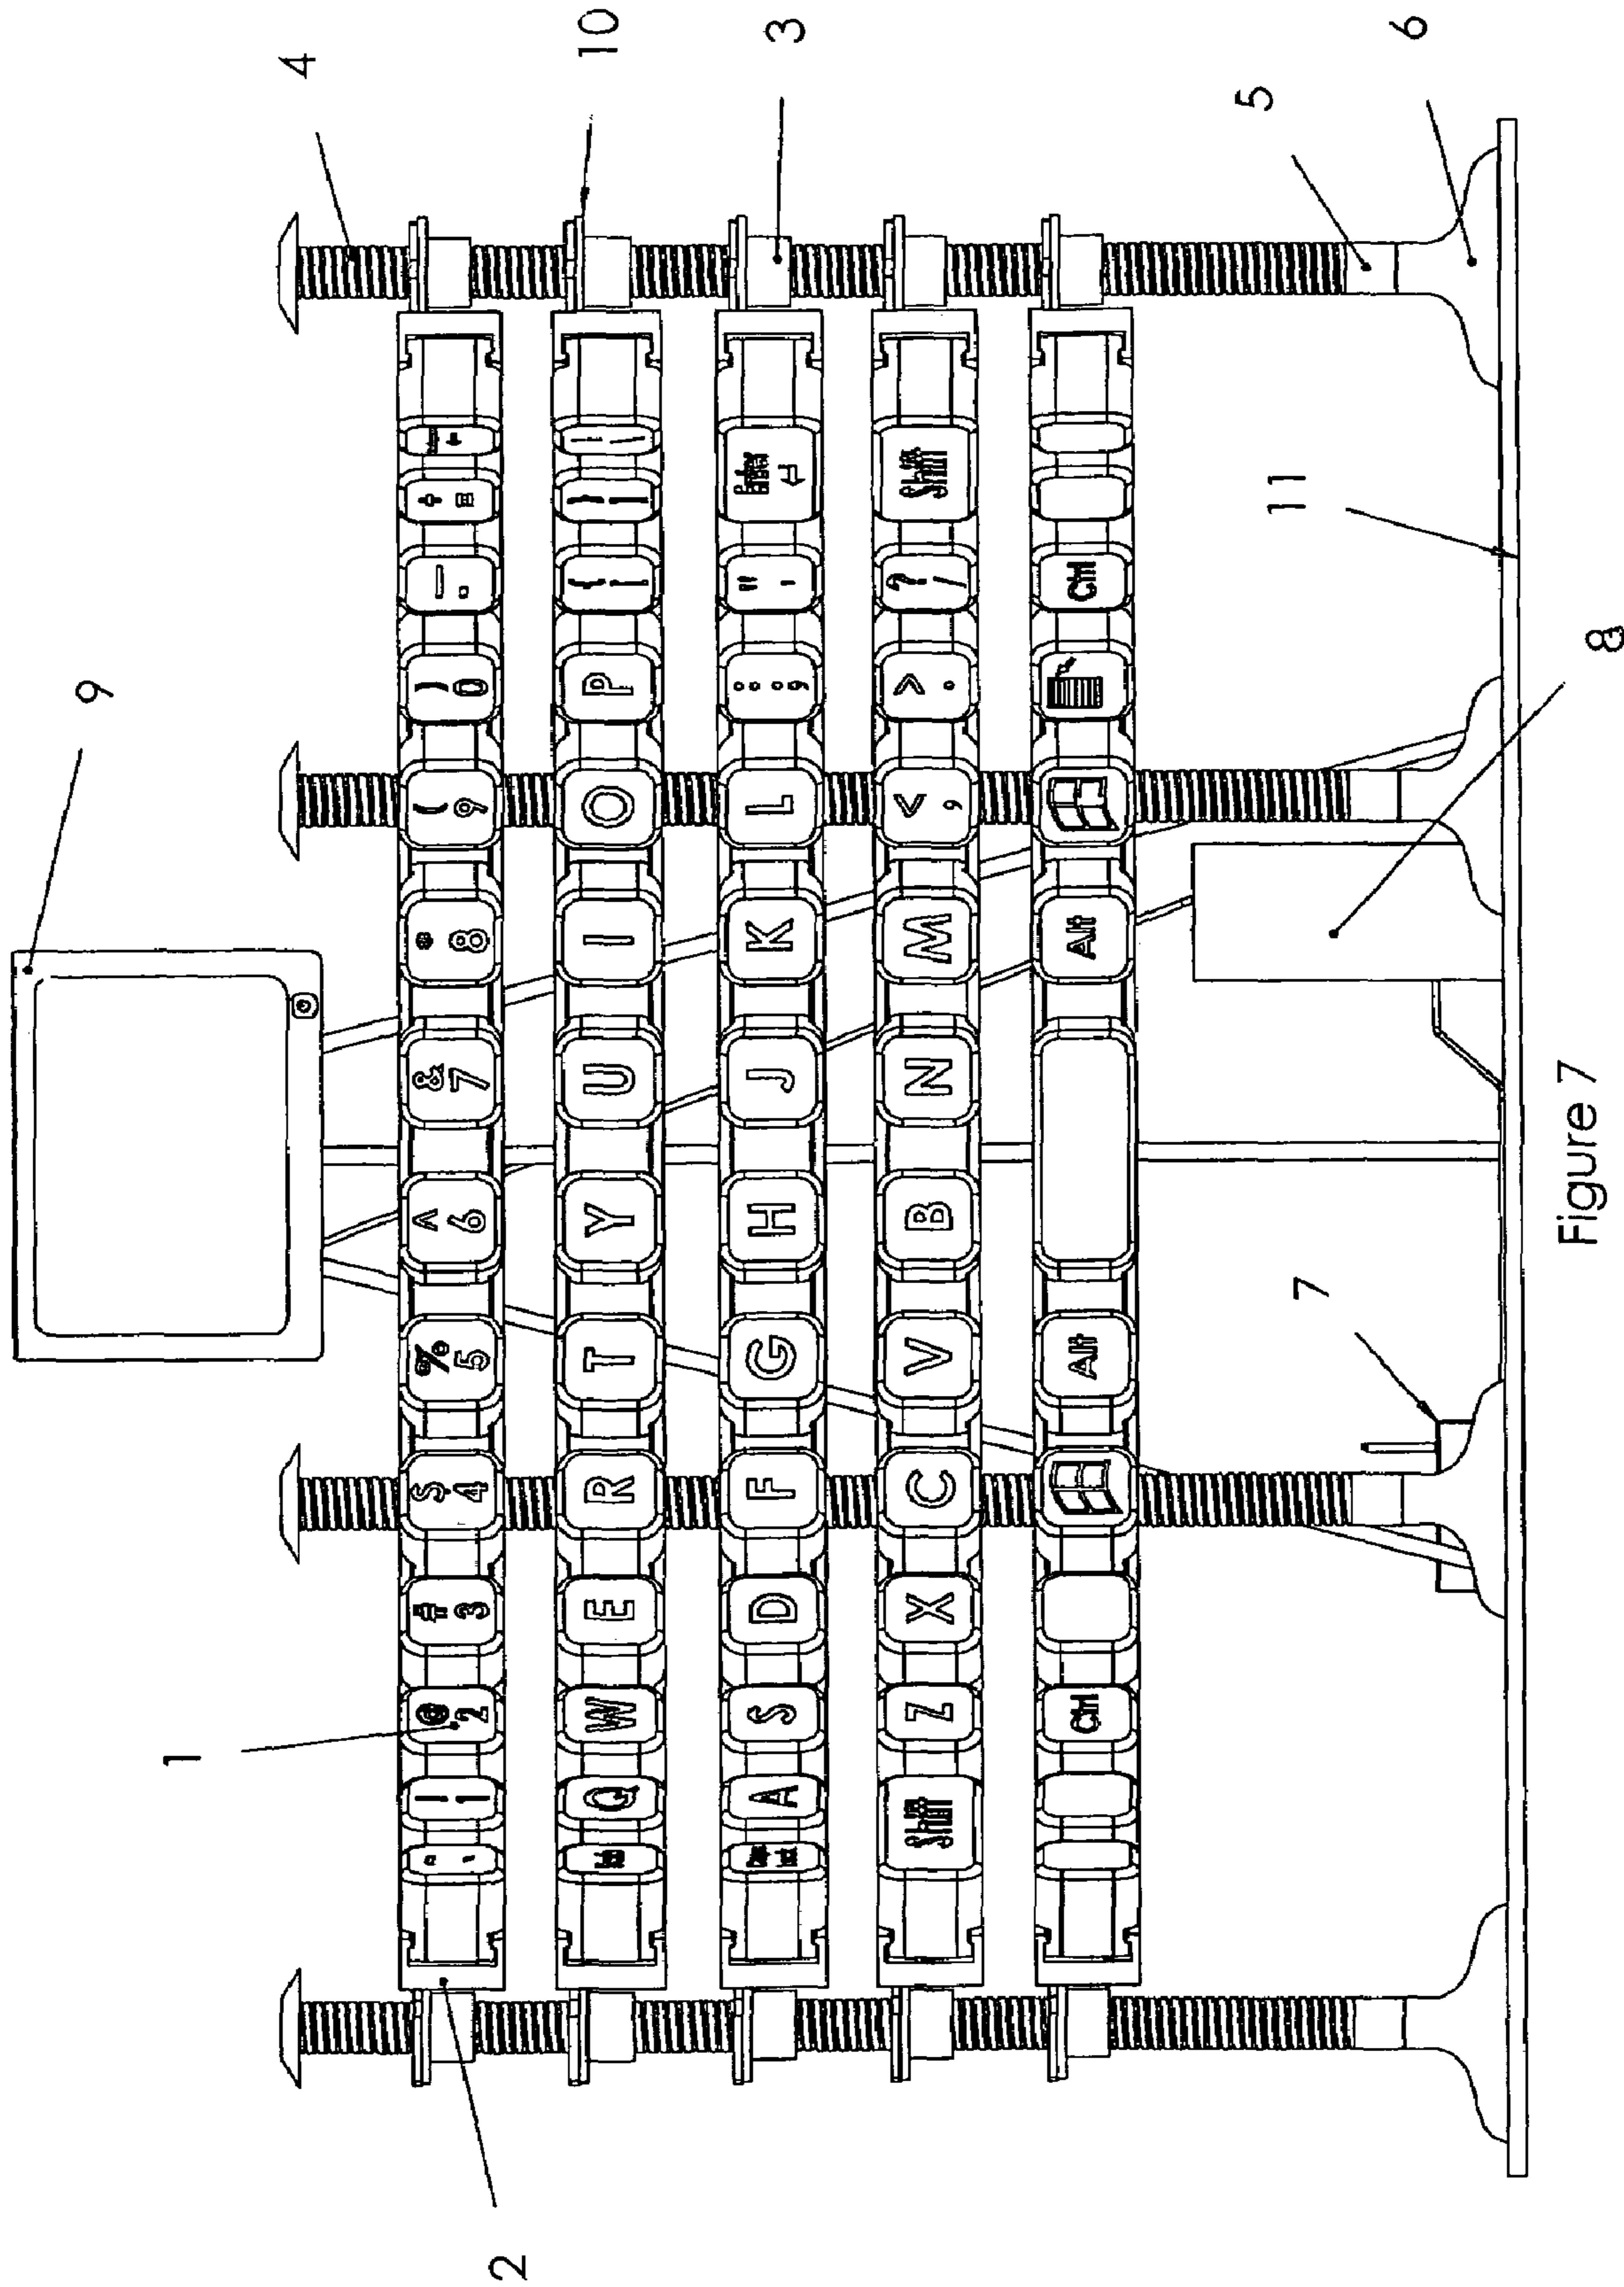 9
1
4
@ # $ % ^ & * ( ) _ +
1 2 3 4 5 6 7 8 9 0 - =
2
10
Q W E R T Y U I O P { }
[ ] \
3
A S D F G H J K L : " Enter
; '
Shift Z X C V B N M < > ? Shift
, . /
Ctrl Alt Alt Ctrl
5
11
7
6
Figure 7
8